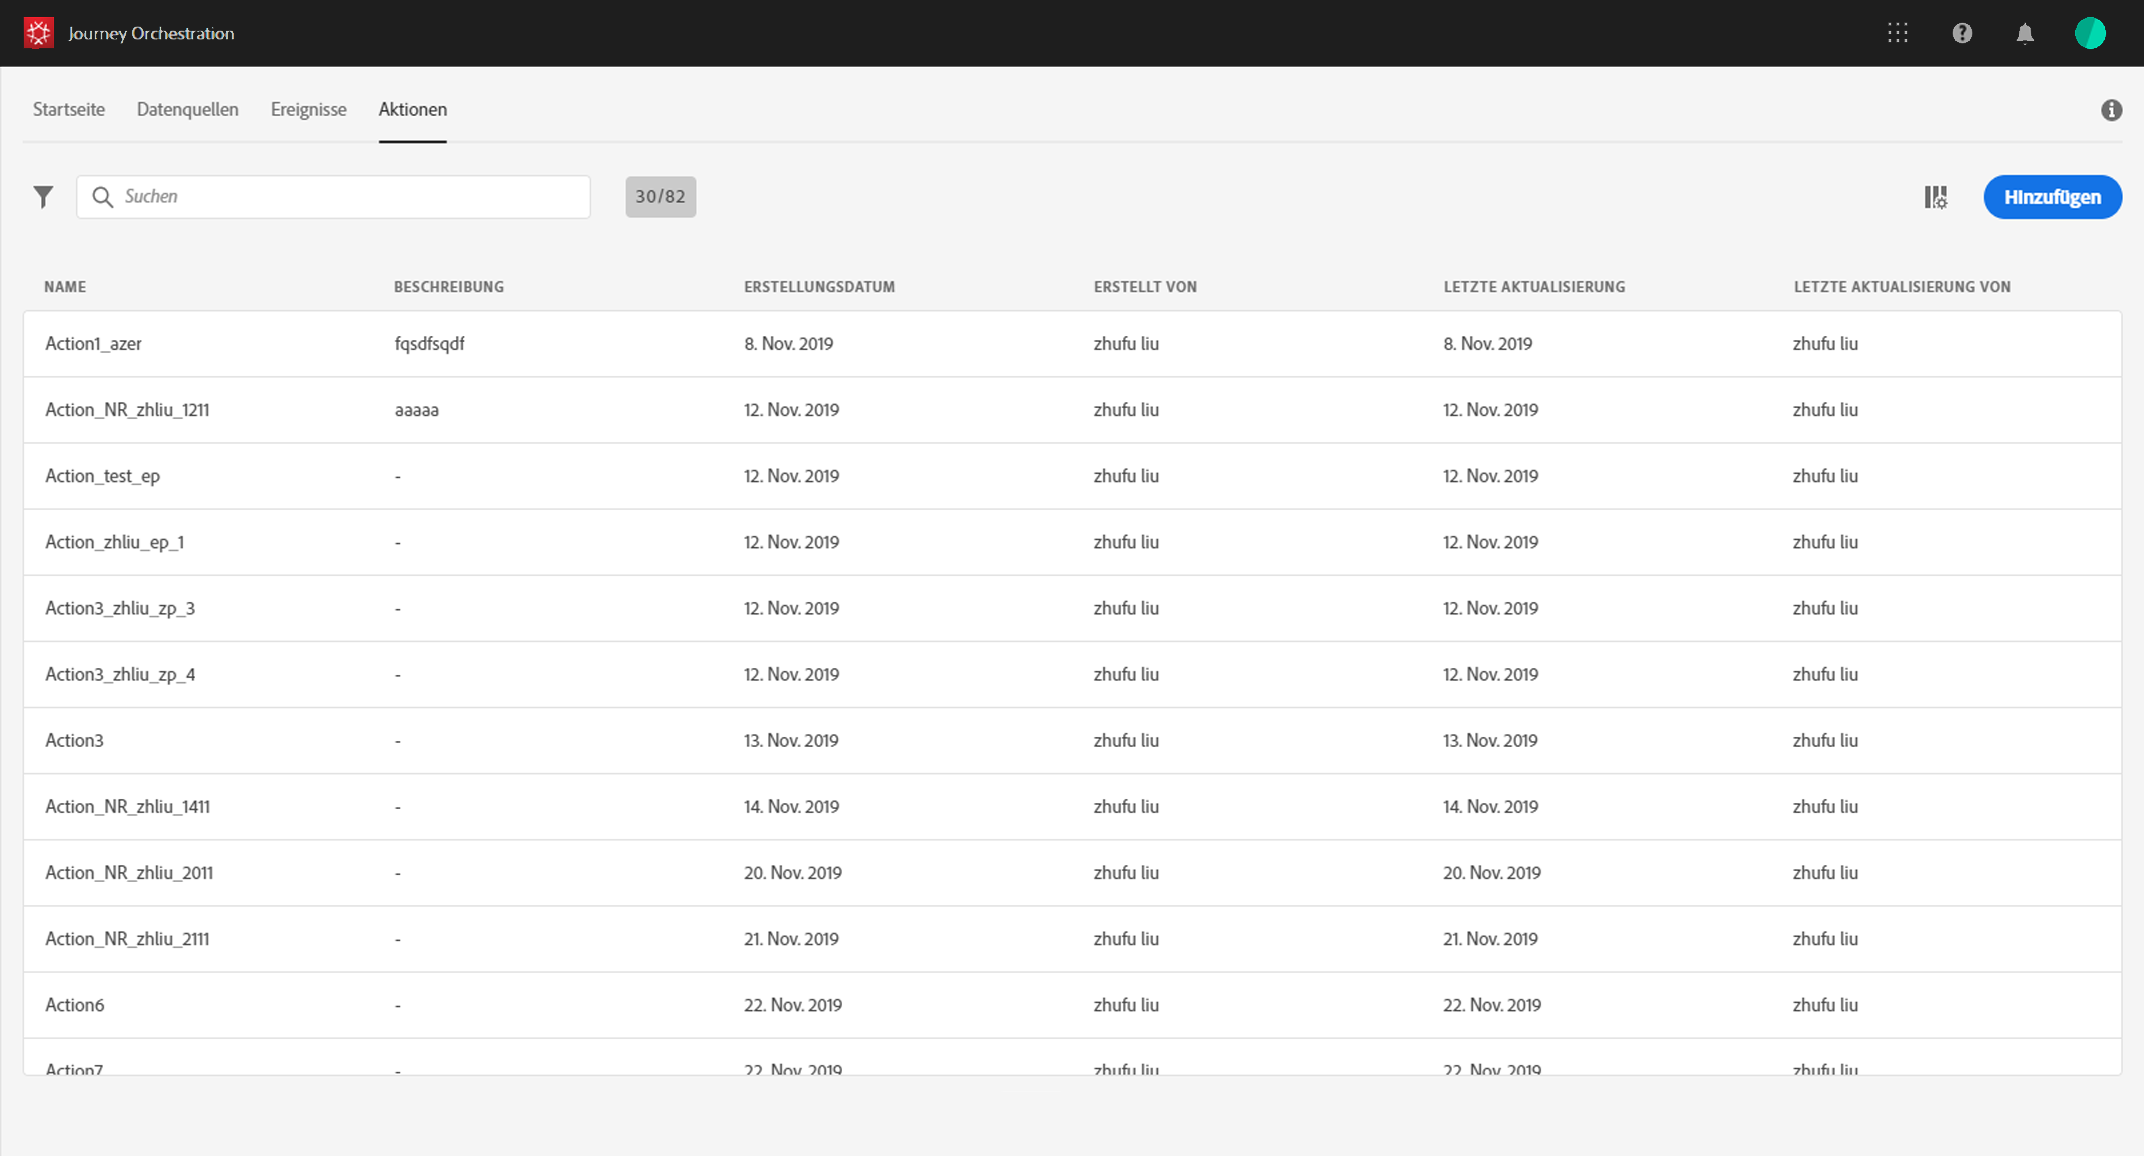 Journey Orchestration
Startseite Datenquellen Ereignisse Aktionen
Suchen 30/82 Hinzufügen
NAME BESCHREIBUNG ERSTELLUNGSDATUM ERSTELLT VON LETZTE AKTUALISIERUNG LETZTE AKTUALISIERUNG VON
Action1_azer fqsdfsqdf 8. Nov. 2019 zhufu liu 8. Nov. 2019 zhufu liu
Action_NR_zhliu_1211 aaaaa 12. Nov. 2019 zhufu liu 12. Nov. 2019 zhufu liu
Action_test_ep - 12. Nov. 2019 zhufu liu 12. Nov. 2019 zhufu liu
Action_zhliu_ep_1 - 12. Nov. 2019 zhufu liu 12. Nov. 2019 zhufu liu
Action3_zhliu_zp_3 - 12. Nov. 2019 zhufu liu 12. Nov. 2019 zhufu liu
Action3_zhliu_zp_4 - 12. Nov. 2019 zhufu liu 12. Nov. 2019 zhufu liu
Action3 - 13. Nov. 2019 zhufu liu 13. Nov. 2019 zhufu liu
Action_NR_zhliu_1411 - 14. Nov. 2019 zhufu liu 14. Nov. 2019 zhufu liu
Action_NR_zhliu_2011 - 20. Nov. 2019 zhufu liu 20. Nov. 2019 zhufu liu
Action_NR_zhliu_2111 - 21. Nov. 2019 zhufu liu 21. Nov. 2019 zhufu liu
Action6 - 22. Nov. 2019 zhufu liu 22. Nov. 2019 zhufu liu
Action7 - 22. Nov. 2019 zhufu liu 22. Nov. 2019 zhufu liu